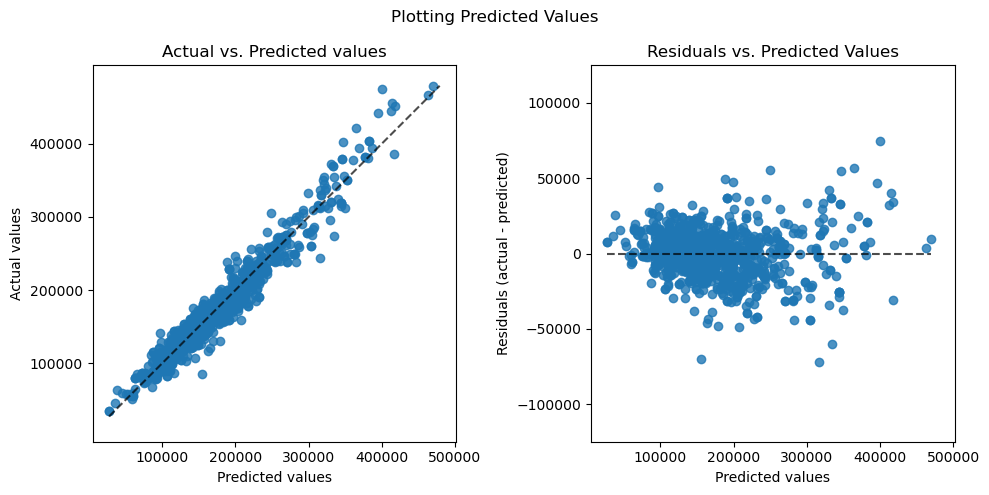 Plotting Predicted Values
Actual vs. Predicted values
Actual values
400000
300000
200000
100000
100000 200000 300000 400000 500000
Predicted values
Residuals vs. Predicted Values
Residuals (actual - predicted)
100000
50000
0
−50000
−100000
100000 200000 300000 400000 500000
Predicted values